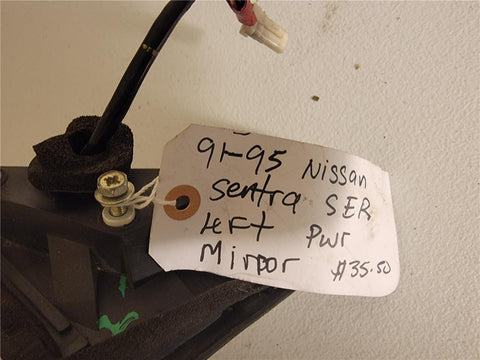 91-95 Nissan
Sentra SER
Left Pwr
Mirror $35.50